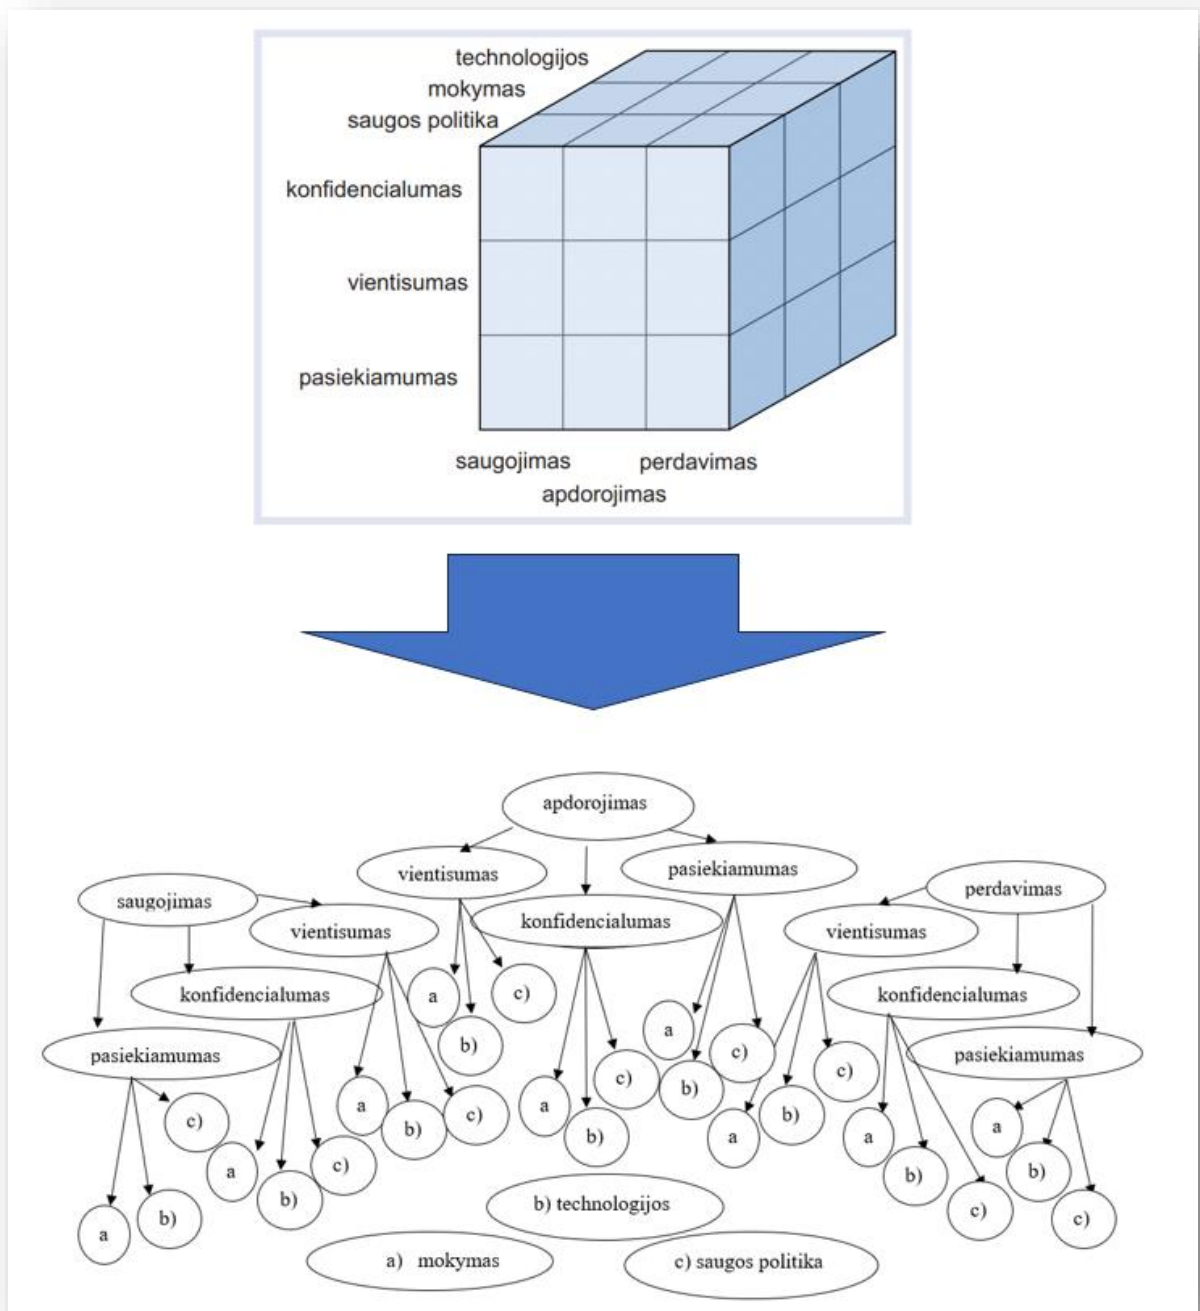 technologijos
mokymas
saugos politika
konfidencialumas
vientisumas
pasiekiamumas
saugojimas perdavimas
apdorojimas
apdorojimas
vientisumas
pasiekiamumas
saugojimas
perdavimas
vientisumas
konfidencialumas
vientisumas
konfidencialumas
a
c)
konfidencialumas
b)
a
c)
pasiekiamumas
pasiekiamumas
c)
b)
c)
a
c)
a
b)
c)
a
b)
b)
a
a
a
c)
b)
a
c)
b)
b)
b)
c)
a
b)
b) technologijos
c)
c)
a) mokymas
c) saugos politika